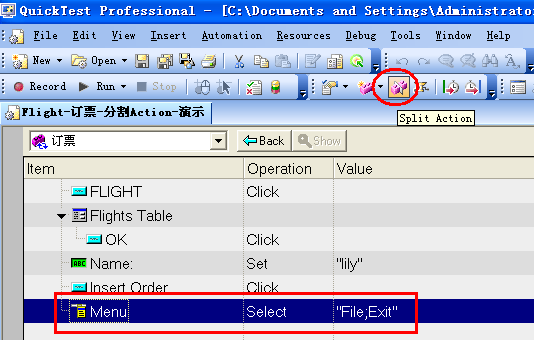 QuickTest Professional - [C:\Documents and Settings\Administrator
File Edit View Insert Automation Resources Debug Tools Window Help
New Open
Record Run Stop
Split Action
Flight-订票-分割Action-演示
订票 Back Show
Item Operation Value
FLIGHT Click
Flights Table
OK Click
ABC Name: Set "lily"
Insert Order Click
Menu Select "File;Exit"